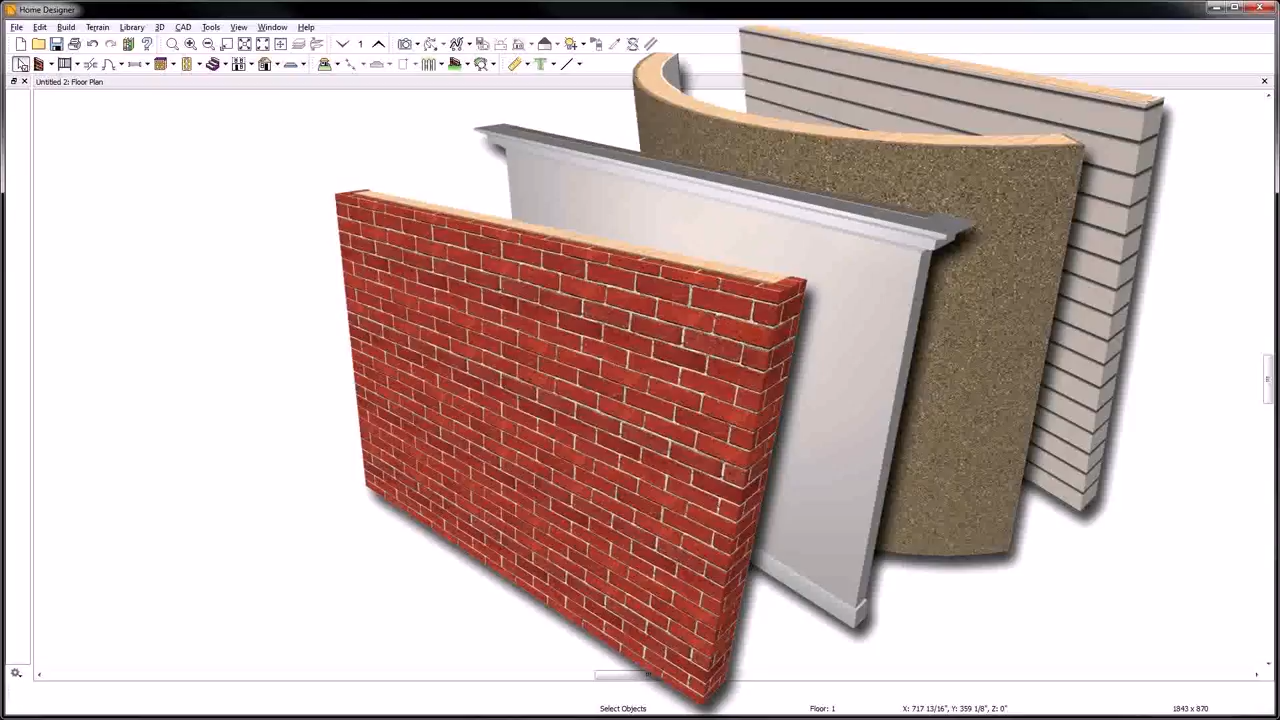 Home Designer
File Edit Build Terrain Library 3D CAD Tools View Window Help
1
Untitled 2: Floor Plan
Select Objects Floor: 1 X: 717 13/16", Y: 359 1/8", Z: 0" 1843 x 870